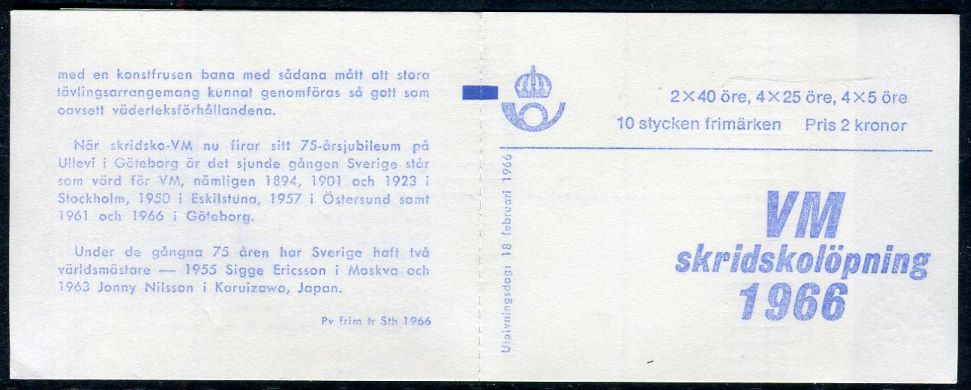 med en konstfrusen bana med sådana mått att stora
tävlingsarrangemang kunnat genomföras så gott som
oavsett väderleksförhållandena.
När skridsko-VM nu firar sitt 75-årsjubileum på
Ullevi i Göteborg är det sjunde gången Sverige står
som värd för VM, nämligen 1894, 1901 och 1923 i
Stockholm, 1950 i Eskilstuna, 1957 i Östersund samt
1961 och 1966 i Göteborg.
Under de gångna 75 åren har Sverige haft två
världsmästare — 1955 Sigge Ericsson i Moskva och
1963 Jonny Nilsson i Karuizawa, Japan.
Pv frim tr Sth 1966
Utgivningsdag: 18 februari 1966
2×40 öre, 4×25 öre, 4×5 öre
10 stycken frimärken Pris 2 kronor
VM
skridskolöpning
1966